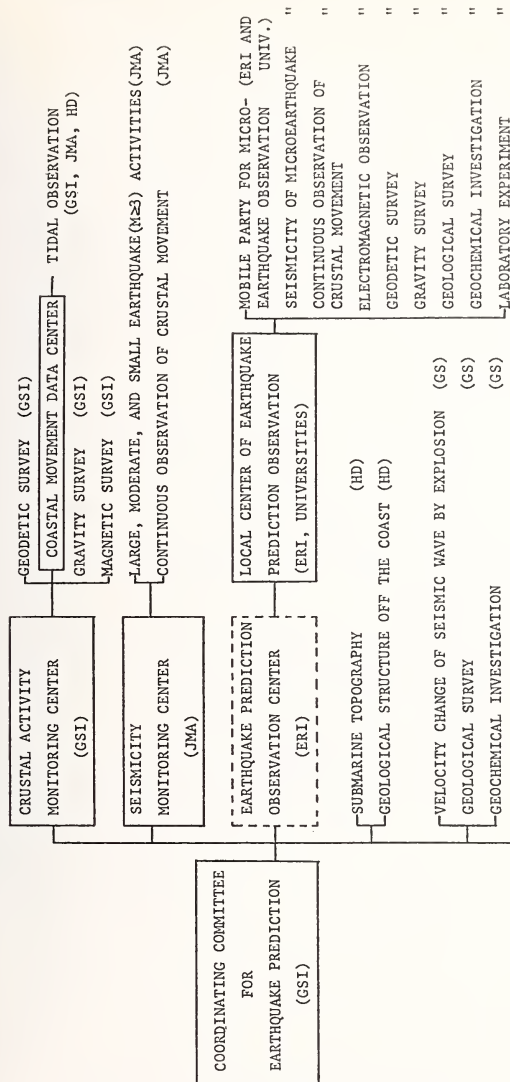 COORDINATING COMMITTEE
FOR
EARTHQUAKE PREDICTION
(GSI)
CRUSTAL ACTIVITY
MONITORING CENTER
(GSI)
GEODETIC SURVEY (GSI)
COASTAL MOVEMENT DATA CENTER
TIDAL OBSERVATION
(GSI, JMA, HD)
GRAVITY SURVEY (GSI)
MAGNETIC SURVEY (GSI)
SEISMICITY
MONITORING CENTER
(JMA)
LARGE, MODERATE, AND SMALL EARTHQUAKE(M≥3) ACTIVITIES(JMA)
CONTINUOUS OBSERVATION OF CRUSTAL MOVEMENT (JMA)
EARTHQUAKE PREDICTION
OBSERVATION CENTER
(ERI)
LOCAL CENTER OF EARTHQUAKE
PREDICTION OBSERVATION
(ERI, UNIVERSITIES)
MOBILE PARTY FOR MICRO- (ERI AND
EARTHQUAKE OBSERVATION UNIV.)
SEISMICITY OF MICROEARTHQUAKE "
CONTINUOUS OBSERVATION OF "
CRUSTAL MOVEMENT
ELECTROMAGNETIC OBSERVATION "
GEODETIC SURVEY "
GRAVITY SURVEY "
GEOLOGICAL SURVEY "
GEOCHEMICAL INVESTIGATION "
LABORATORY EXPERIMENT "
SUBMARINE TOPOGRAPHY (HD)
GEOLOGICAL STRUCTURE OFF THE COAST (HD)
VELOCITY CHANGE OF SEISMIC WAVE BY EXPLOSION (GS)
GEOLOGICAL SURVEY (GS)
GEOCHEMICAL INVESTIGATION (GS)